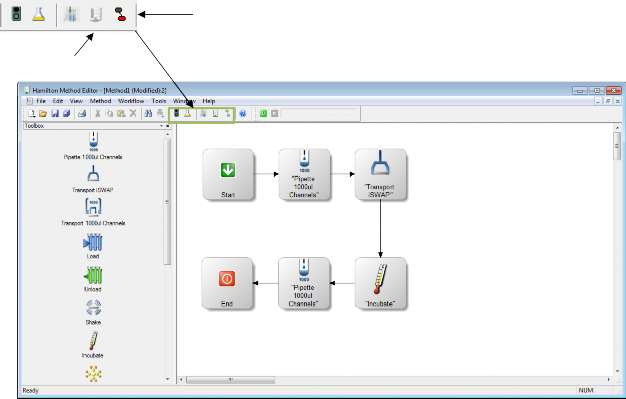 Hamilton Method Editor - [Method1 (Modified):2]
File Edit View Method Workflow Tools Window Help
Toolbox
1000
Pipette 1000ul Channels
Transport ISWAP
1000
Transport 1000ul Channels
Load
Unload
Shake
Incubate
Start
1000
"Pipette
1000ul
Channels"
"Transport
ISWAP"
End
1000
"Pipette
1000ul
Channels"
"Incubate"
Ready
NUM